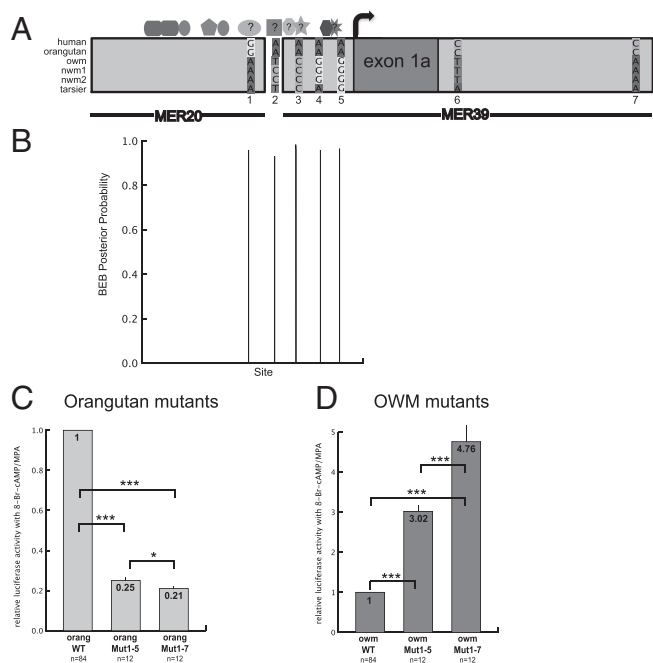 A
? ? ? ? ?
human G A A A A C C
orangutan G A A A A C C
owm A T C G G T A
exon 1a
nwm1 A C C G G T A
nwm2 A C C G G T A
tarsier A T C A G A A
1 2 3 4 5 6 7
MER20 MER39
B
BEB Posterior Probability
1.0
0.8
0.6
0.4
0.2
0.0
Site
C Orangutan mutants
relative luciferase activity with 8-Br-cAMP/MPA
1.0
0.8
0.6
0.4
0.2
0.0
1
***
***
*
0.25
0.21
orang orang orang
WT Mut1-5 Mut1-7
n=84 n=12 n=12
D OWM mutants
relative luciferase activity with 8-Br-cAMP/MPA
5
4
3
2
1
0
4.76
***
***
3.02
***
1
owm owm owm
WT Mut1-5 Mut1-7
n=84 n=12 n=12